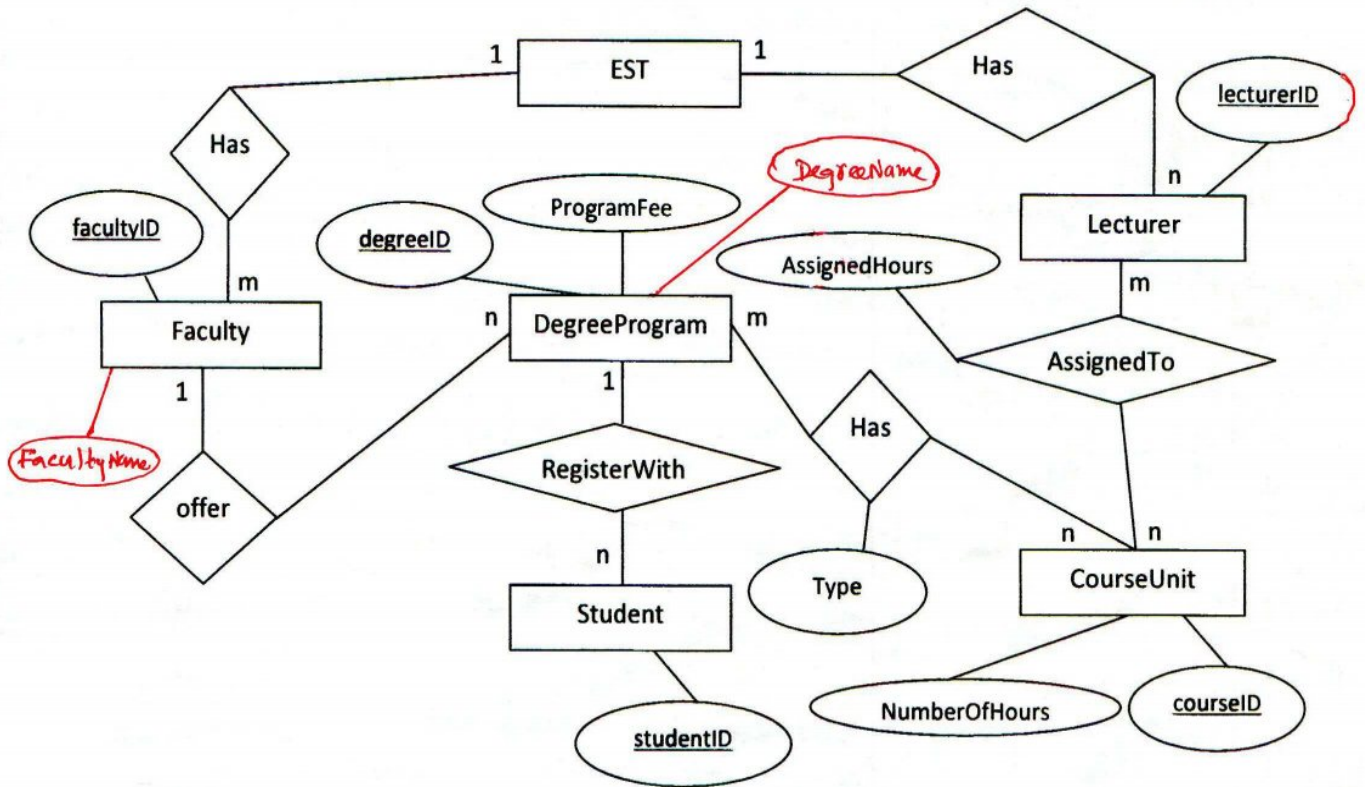 1
EST
1
Has
Has
lecturerID
DegreeName
ProgramFee
facultyID
degreeID
n
Lecturer
AssignedHours
m
m
Faculty
n
DegreeProgram
m
AssignedTo
1
1
Has
FacultyName
RegisterWith
offer
n
n
n
Type
CourseUnit
Student
NumberOfHours
courseID
studentID